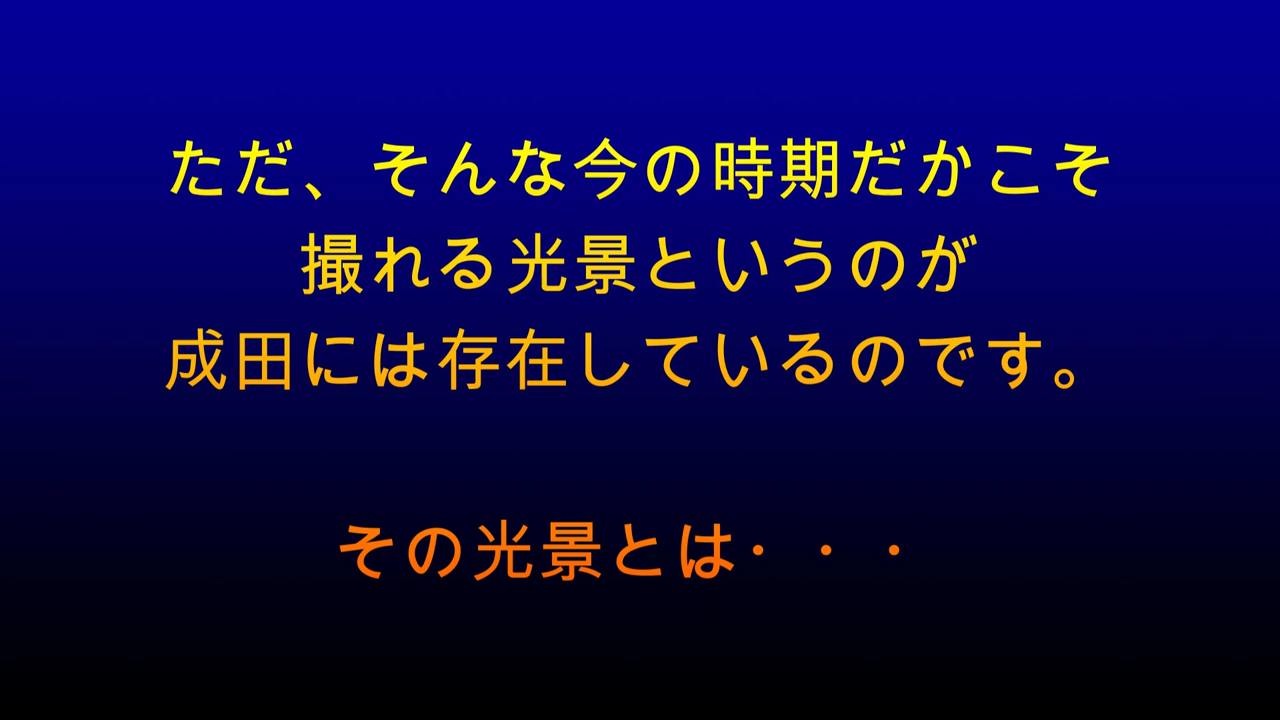 ただ、そんな今の時期だかこそ
撮れる光景というのが
成田には存在しているのです。
その光景とは・・・